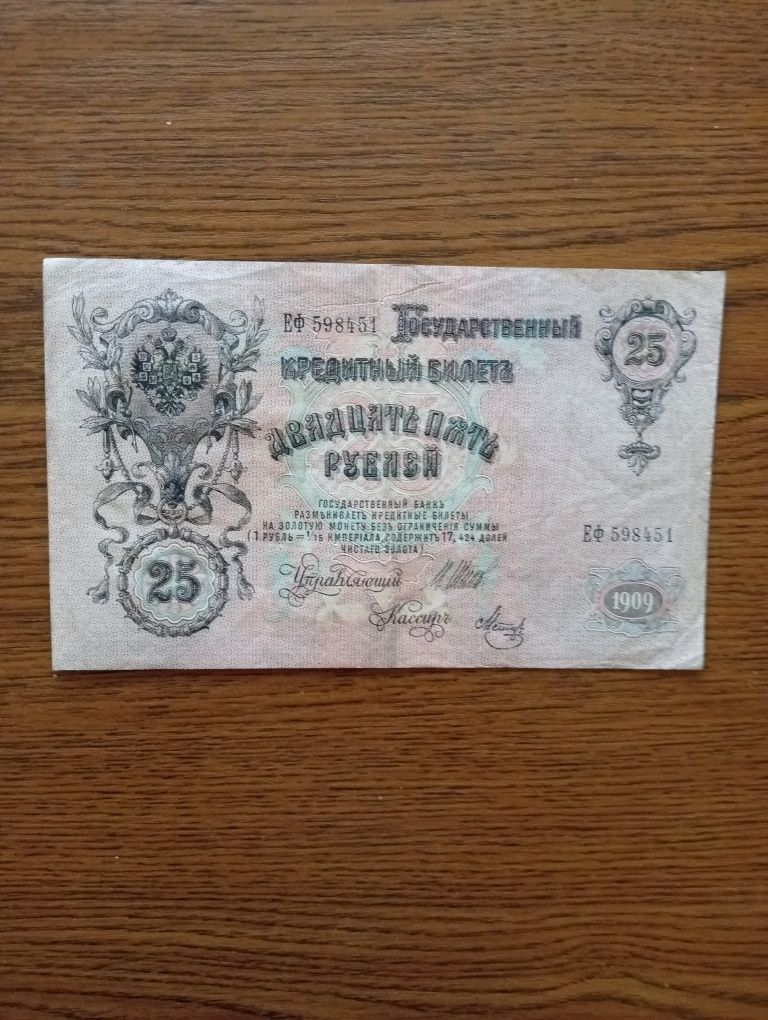 ЕФ 598451 Государственный
25
кредитный билетъ
двадцать пять
рублей
ГОСУДАРСТВЕННЫЙ БАНКЪ
РАЗМѢНИВАЕТЪ КРЕДИТНЫЕ БИЛЕТЫ
НА ЗОЛОТУЮ МОНЕТУ БЕЗЪ ОГРАНИЧЕНІЯ СУММЫ
(1 РУБЛЬ = 1/15 ИМПЕРІАЛА, СОДЕРЖИТЪ 17,424 ДОЛЕЙ
ЧИСТАГО ЗОЛОТА)
ЕФ 598451
25
Управляющий
1909
Кассиръ